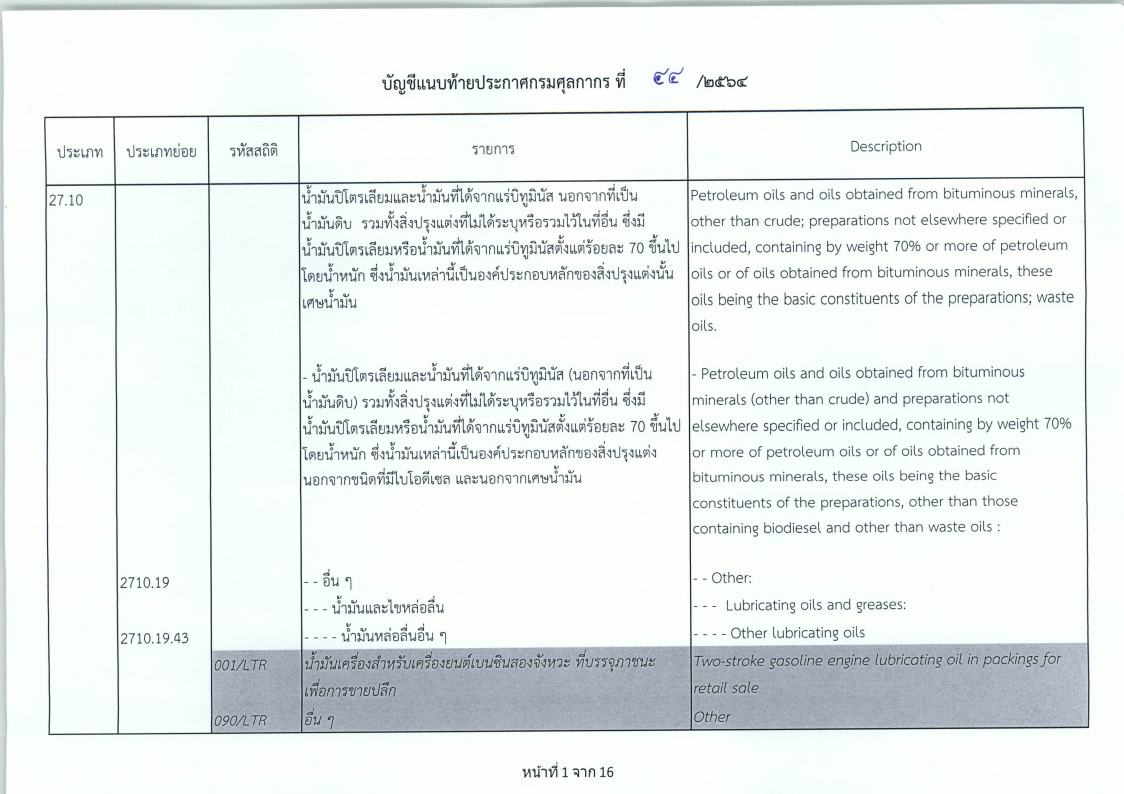 บัญชีแนบท้ายประกาศกรมศุลกากร ที่ ๔๔ /๒๕๖๔
ประเภท ประเภทย่อย รหัสสถิติ รายการ Description
27.10
น้ำมันปิโตรเลียมและน้ำมันที่ได้จากแร่บิทูมินัส นอกจากที่เป็น
น้ำมันดิบ รวมทั้งสิ่งปรุงแต่งที่ไม่ได้ระบุหรือรวมไว้ในที่อื่น ซึ่งมี
น้ำมันปิโตรเลียมหรือน้ำมันที่ได้จากแร่บิทูมินัสตั้งแต่ร้อยละ 70 ขึ้นไป
โดยน้ำหนัก ซึ่งน้ำมันเหล่านี้เป็นองค์ประกอบหลักของสิ่งปรุงแต่งนั้น
เศษน้ำมัน
Petroleum oils and oils obtained from bituminous minerals,
other than crude; preparations not elsewhere specified or
included, containing by weight 70% or more of petroleum
oils or of oils obtained from bituminous minerals, these
oils being the basic constituents of the preparations; waste
oils.
- น้ำมันปิโตรเลียมและน้ำมันที่ได้จากแร่บิทูมินัส (นอกจากที่เป็น
น้ำมันดิบ) รวมทั้งสิ่งปรุงแต่งที่ไม่ได้ระบุหรือรวมไว้ในที่อื่น ซึ่งมี
น้ำมันปิโตรเลียมหรือน้ำมันที่ได้จากแร่บิทูมินัสตั้งแต่ร้อยละ 70 ขึ้นไป
โดยน้ำหนัก ซึ่งน้ำมันเหล่านี้เป็นองค์ประกอบหลักของสิ่งปรุงแต่ง
นอกจากชนิดที่มีไบโอดีเซล และนอกจากเศษน้ำมัน
- Petroleum oils and oils obtained from bituminous
minerals (other than crude) and preparations not
elsewhere specified or included, containing by weight 70%
or more of petroleum oils or of oils obtained from
bituminous minerals, these oils being the basic
constituents of the preparations, other than those
containing biodiesel and other than waste oils :
2710.19 - - อื่น ๆ - - Other:
- - - น้ำมันและไขหล่อลื่น - - - Lubricating oils and greases:
2710.19.43 - - - - น้ำมันหล่อลื่นอื่น ๆ - - - - Other lubricating oils
001/LTR
น้ำมันเครื่องสำหรับเครื่องยนต์เบนซินสองจังหวะ ที่บรรจุภาชนะ
เพื่อการขายปลีก
Two-stroke gasoline engine lubricating oil in packings for
retail sale
090/LTR อื่น ๆ Other
หน้าที่ 1 จาก 16